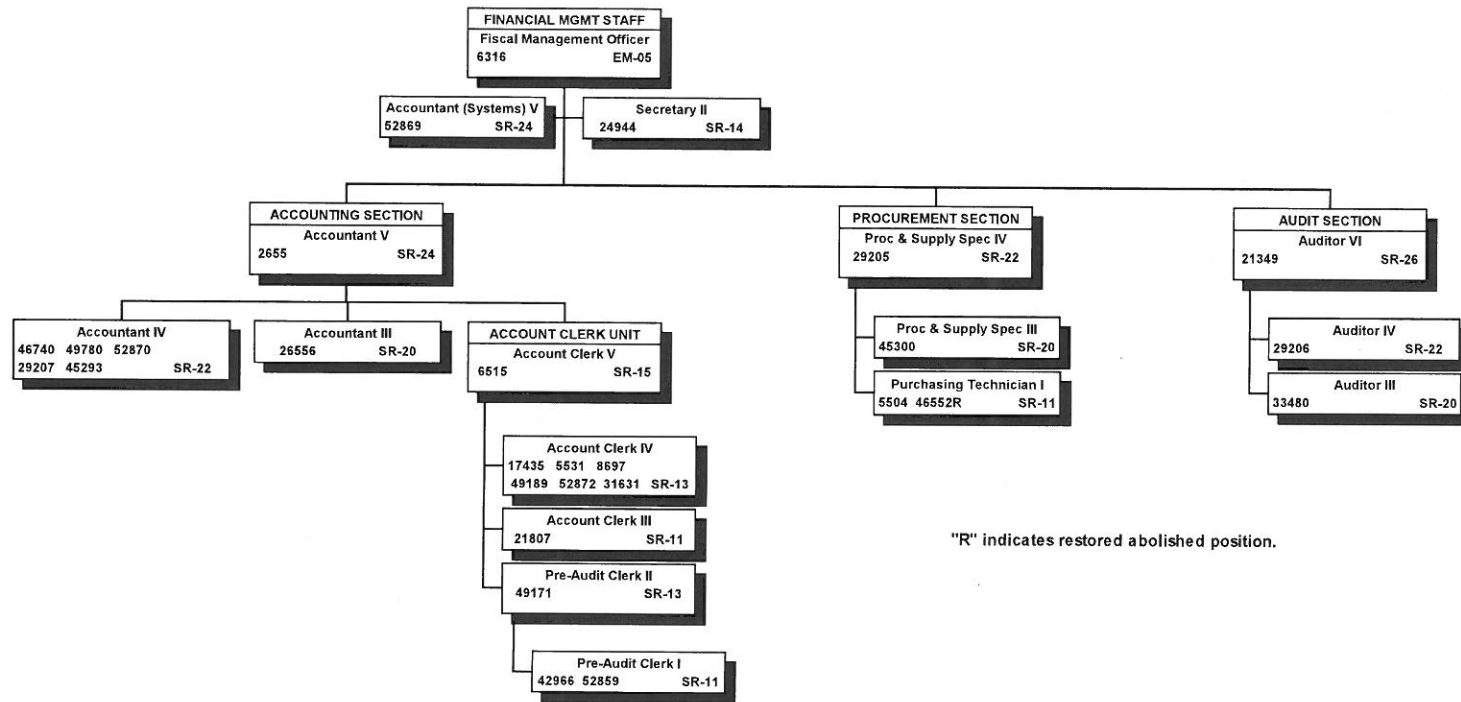 FINANCIAL MGMT STAFF
Fiscal Management Officer
6316 EM-05
Accountant (Systems) V
52869 SR-24
Secretary II
24944 SR-14
ACCOUNTING SECTION
Accountant V
2655 SR-24
PROCUREMENT SECTION
Proc & Supply Spec IV
29205 SR-22
AUDIT SECTION
Auditor VI
21349 SR-26
Accountant IV
46740 49780 52870
29207 45293 SR-22
Accountant III
26556 SR-20
ACCOUNT CLERK UNIT
Account Clerk V
6515 SR-15
Proc & Supply Spec III
45300 SR-20
Purchasing Technician I
5504 46552R SR-11
Auditor IV
29206 SR-22
Auditor III
33480 SR-20
Account Clerk IV
17435 5531 8697
49189 52872 31631 SR-13
Account Clerk III
21807 SR-11
Pre-Audit Clerk II
49171 SR-13
Pre-Audit Clerk I
42966 52859 SR-11
"R" indicates restored abolished position.